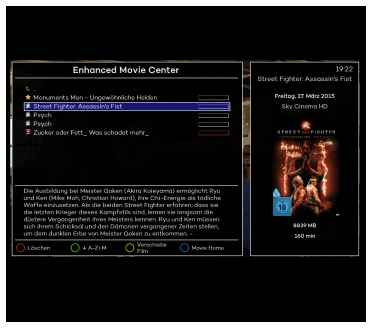 Enhanced Movie Center
..
Monuments Men - Ungewöhnliche Helden
Street Fighter: Assassin's Fist
Psych
Psych
Zucker oder Fett_ Was schadet mehr_
Die Ausbildung bei Meister Goken (Akira Koieyama) ermöglicht Ryu
und Ken (Mike Moh, Christian Howard), ihre Chi-Energie als tödliche
Waffe einzusetzen. Als die beiden Street Fighter erfahren, dass sie
die letzten Krieger dieses Kampfstils sind, lernen sie langsam die
düstere Vergangenheit ihres Meisters kennen. Ryu und Ken müssen
sich ihrem Schicksal und den Dämonen vergangener Zeiten stellen,
um dem dunklen Erbe von Meister Goken zu entkommen. -
Löschen
A-Z->M
Verschiebe
Film
Movie Home
19:22
Street Fighter: Assassin's Fist
Freitag, 27 März 2015
Sky Cinema HD
STREET FIGHTER
8839 MB
160 min